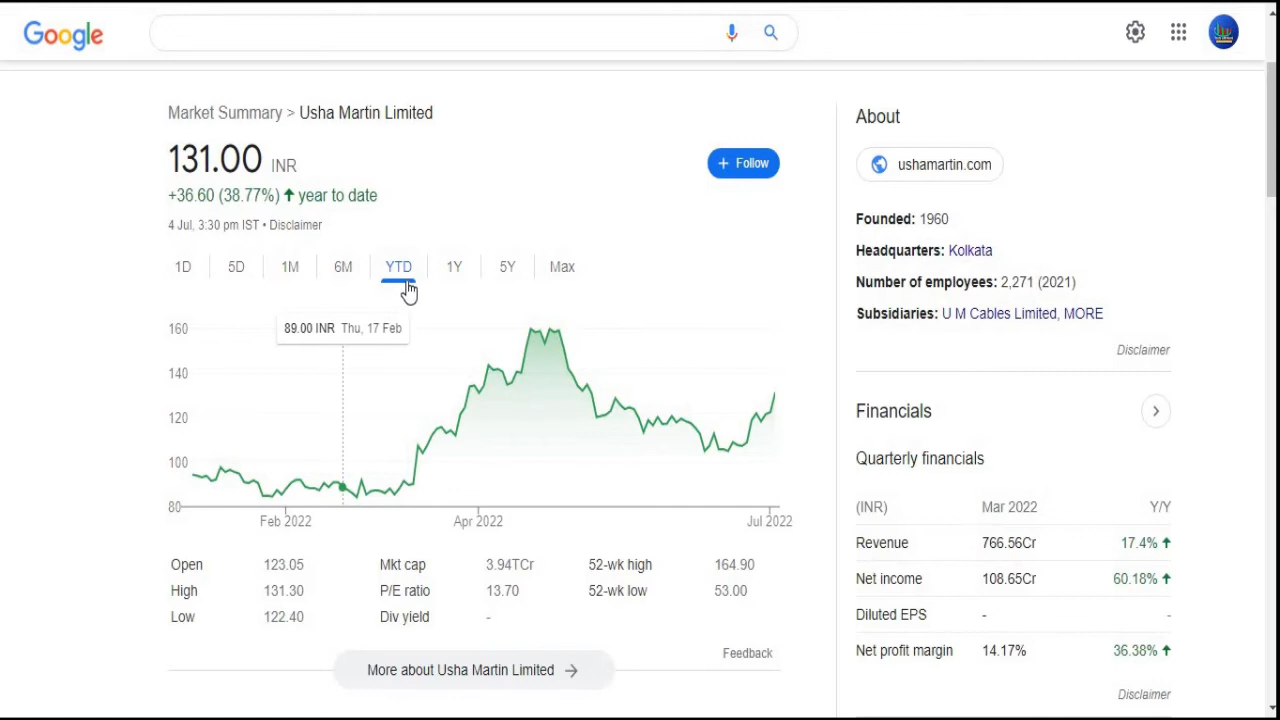 Google
Market Summary > Usha Martin Limited
131.00 INR
+ Follow
+36.60 (38.77%) ↑ year to date
4 Jul, 3:30 pm IST • Disclaimer
1D 5D 1M 6M YTD 1Y 5Y Max
89.00 INR Thu, 17 Feb
160
140
120
100
80
Feb 2022 Apr 2022 Jul 2022
Open 123.05 Mkt cap 3.94TCr 52-wk high 164.90
High 131.30 P/E ratio 13.70 52-wk low 53.00
Low 122.40 Div yield -
Feedback
More about Usha Martin Limited →
About
ushamartin.com
Founded: 1960
Headquarters: Kolkata
Number of employees: 2,271 (2021)
Subsidiaries: U M Cables Limited, MORE
Disclaimer
Financials
Quarterly financials
(INR) Mar 2022 Y/Y
Revenue 766.56Cr 17.4% ↑
Net income 108.65Cr 60.18% ↑
Diluted EPS - -
Net profit margin 14.17% 36.38% ↑
Disclaimer